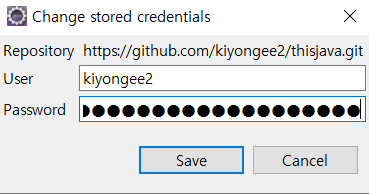 Change stored credentials
Repository https://github.com/kiyongee2/thisjava.git
User kiyongee2
Password ●●●●●●●●●●●●●●●●●●●
Save Cancel